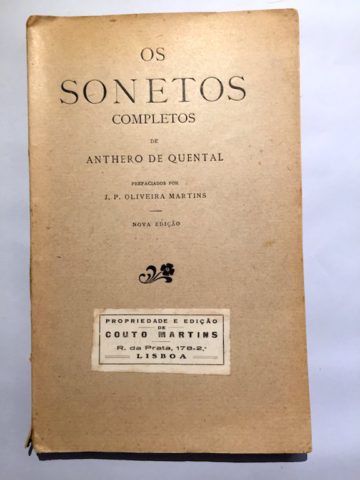 OS
SONETOS
COMPLETOS
DE
ANTHERO DE QUENTAL
PREFACIADOS POR
J. P. OLIVEIRA MARTINS
NOVA EDIÇÃO
PROPRIEDADE E EDIÇÃO
DE
COUTO MARTINS
R. da Prata, 178-2.º
LISBOA